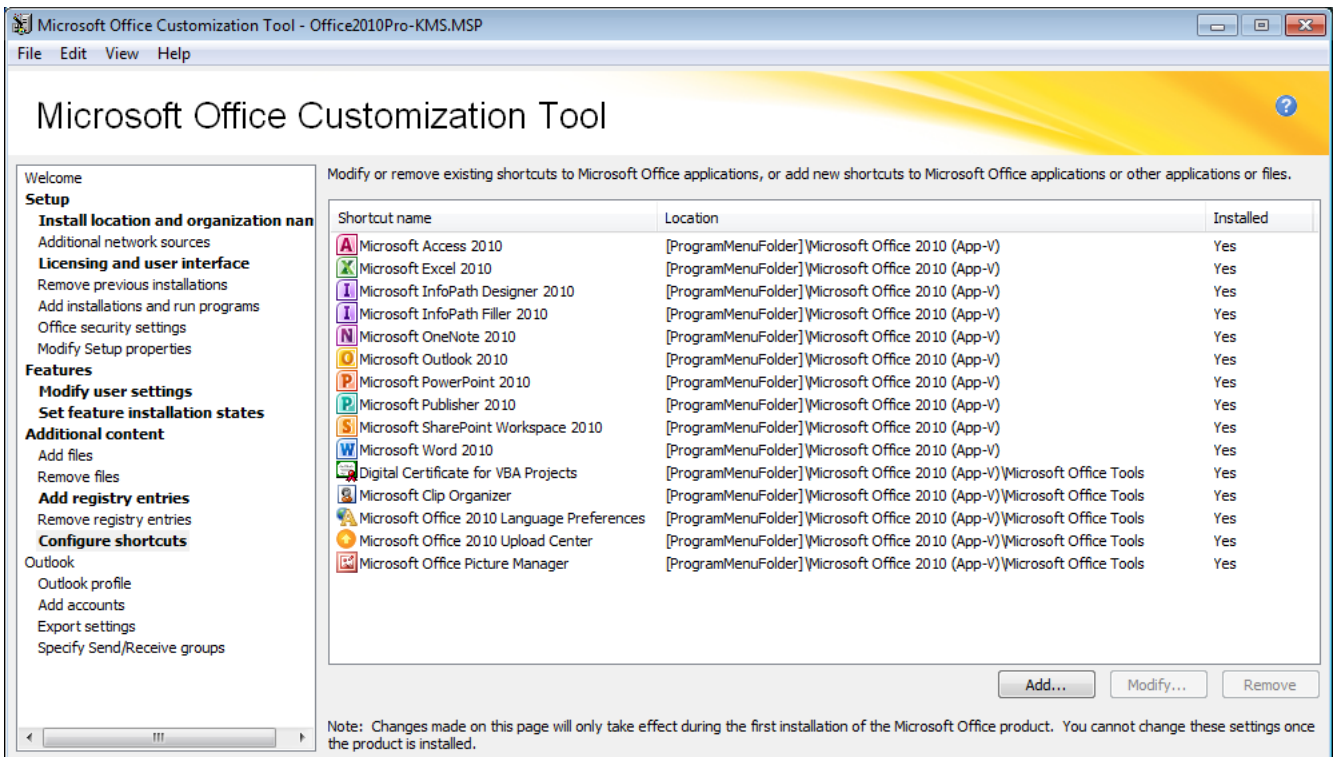 Microsoft Office Customization Tool - Office2010Pro-KMS.MSP
File Edit View Help
Microsoft Office Customization Tool
?
Welcome
Setup
Install location and organization nan
Additional network sources
Licensing and user interface
Remove previous installations
Add installations and run programs
Office security settings
Modify Setup properties
Features
Modify user settings
Set feature installation states
Additional content
Add files
Remove files
Add registry entries
Remove registry entries
Configure shortcuts
Outlook
Outlook profile
Add accounts
Export settings
Specify Send/Receive groups
Modify or remove existing shortcuts to Microsoft Office applications, or add new shortcuts to Microsoft Office applications or other applications or files.
Shortcut name Location Installed
Microsoft Access 2010 [ProgramMenuFolder]\Microsoft Office 2010 (App-V) Yes
Microsoft Excel 2010 [ProgramMenuFolder]\Microsoft Office 2010 (App-V) Yes
Microsoft InfoPath Designer 2010 [ProgramMenuFolder]\Microsoft Office 2010 (App-V) Yes
Microsoft InfoPath Filler 2010 [ProgramMenuFolder]\Microsoft Office 2010 (App-V) Yes
Microsoft OneNote 2010 [ProgramMenuFolder]\Microsoft Office 2010 (App-V) Yes
Microsoft Outlook 2010 [ProgramMenuFolder]\Microsoft Office 2010 (App-V) Yes
Microsoft PowerPoint 2010 [ProgramMenuFolder]\Microsoft Office 2010 (App-V) Yes
Microsoft Publisher 2010 [ProgramMenuFolder]\Microsoft Office 2010 (App-V) Yes
Microsoft SharePoint Workspace 2010 [ProgramMenuFolder]\Microsoft Office 2010 (App-V) Yes
Microsoft Word 2010 [ProgramMenuFolder]\Microsoft Office 2010 (App-V) Yes
Digital Certificate for VBA Projects [ProgramMenuFolder]\Microsoft Office 2010 (App-V)\Microsoft Office Tools Yes
Microsoft Clip Organizer [ProgramMenuFolder]\Microsoft Office 2010 (App-V)\Microsoft Office Tools Yes
Microsoft Office 2010 Language Preferences [ProgramMenuFolder]\Microsoft Office 2010 (App-V)\Microsoft Office Tools Yes
Microsoft Office 2010 Upload Center [ProgramMenuFolder]\Microsoft Office 2010 (App-V)\Microsoft Office Tools Yes
Microsoft Office Picture Manager [ProgramMenuFolder]\Microsoft Office 2010 (App-V)\Microsoft Office Tools Yes
Add... Modify... Remove
Note: Changes made on this page will only take effect during the first installation of the Microsoft Office product. You cannot change these settings once
the product is installed.